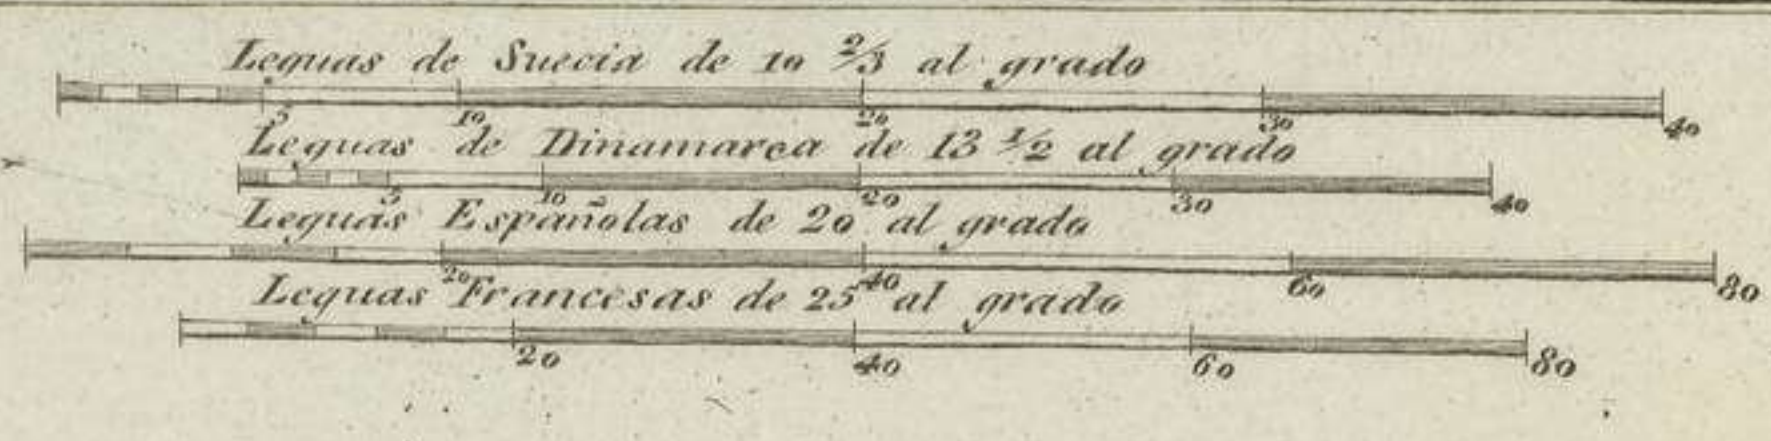 Leguas de Suecia de 10 2/3 al grado
5 10 20 30 40
Leguas de Dinamarca de 13 1/2 al grado
5 10 20 30 40
Leguas Españolas de 20 al grado
20 40 60 80
Leguas Francesas de 25 al grado
20 40 60 80